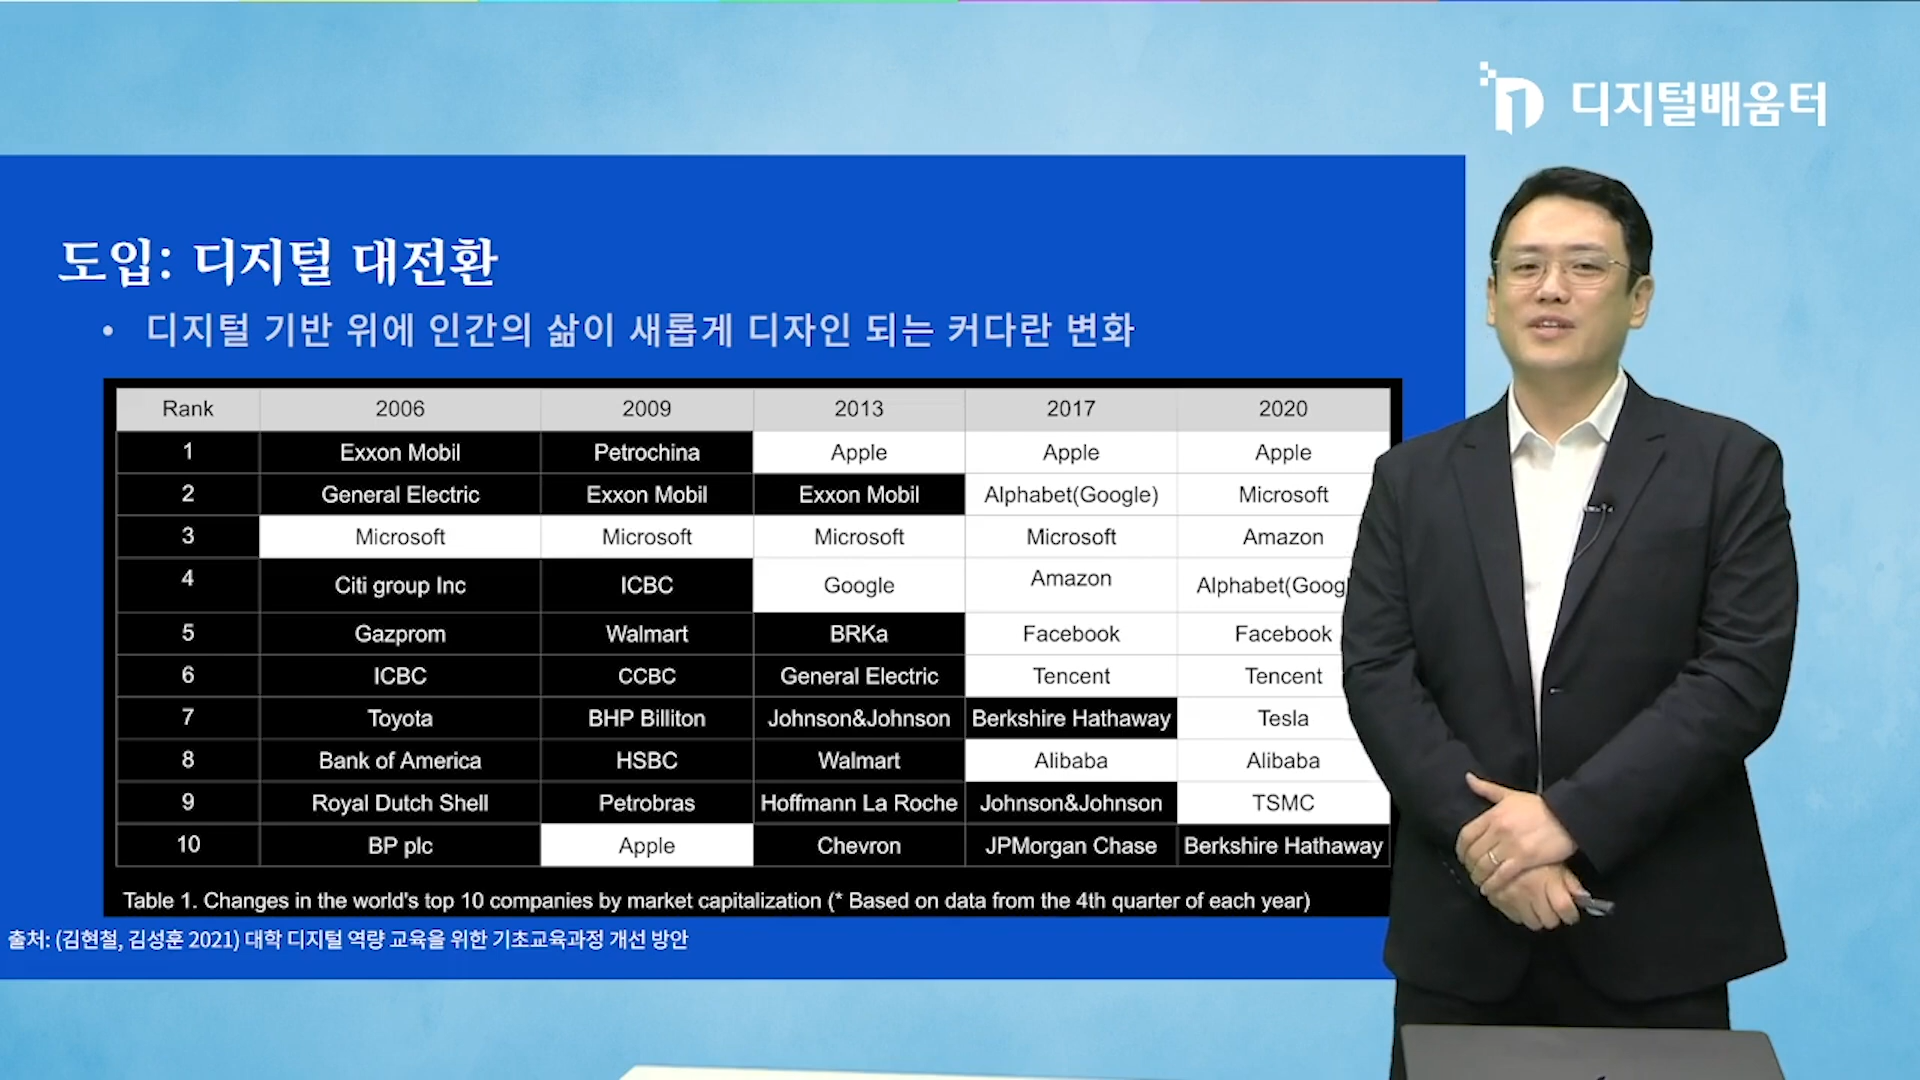 디지털배움터
도입: 디지털 대전환
• 디지털 기반 위에 인간의 삶이 새롭게 디자인 되는 커다란 변화
Rank 2006 2009 2013 2017 2020
1 Exxon Mobil Petrochina Apple Apple Apple
2 General Electric Exxon Mobil Exxon Mobil Alphabet(Google) Microsoft
3 Microsoft Microsoft Microsoft Microsoft Amazon
4 Citi group Inc ICBC Google Amazon Alphabet(Goog
5 Gazprom Walmart BRKa Facebook Facebook
6 ICBC CCBC General Electric Tencent Tencent
7 Toyota BHP Billiton Johnson&Johnson Berkshire Hathaway Tesla
8 Bank of America HSBC Walmart Alibaba Alibaba
9 Royal Dutch Shell Petrobras Hoffmann La Roche Johnson&Johnson TSMC
10 BP plc Apple Chevron JPMorgan Chase Berkshire Hathaway
Table 1. Changes in the world's top 10 companies by market capitalization (* Based on data from the 4th quarter of each year)
출처: (김현철, 김성훈 2021) 대학 디지털 역량 교육을 위한 기초교육과정 개선 방안